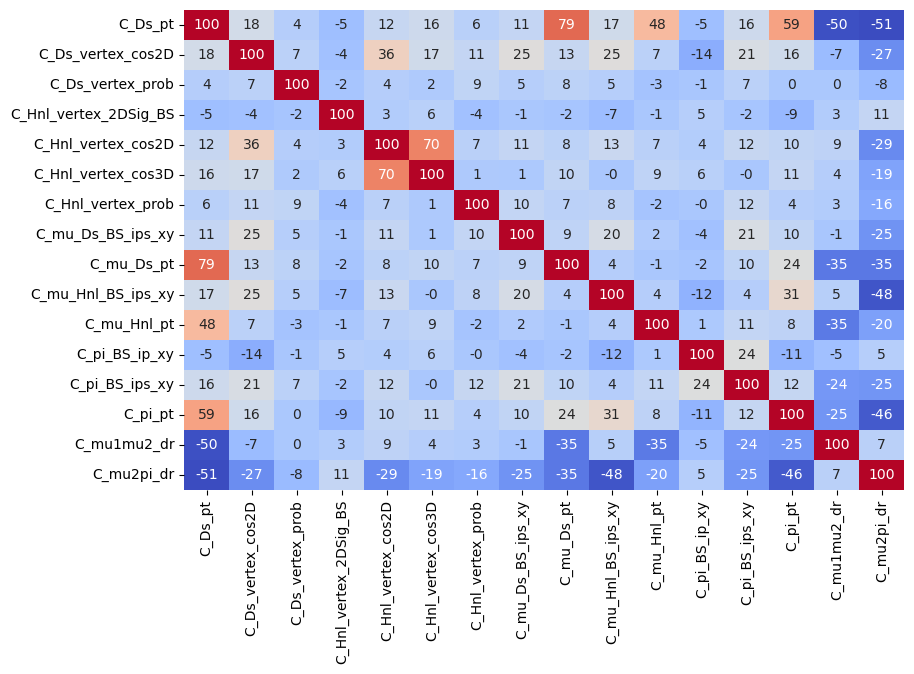 C_Ds_pt 100 18 4 -5 12 16 6 11 79 17 48 -5 16 59 -50 -51
C_Ds_vertex_cos2D 18 100 7 -4 36 17 11 25 13 25 7 -14 21 16 -7 -27
C_Ds_vertex_prob 4 7 100 -2 4 2 9 5 8 5 -3 -1 7 0 0 -8
C_Hnl_vertex_2DSig_BS -5 -4 -2 100 3 6 -4 -1 -2 -7 -1 5 -2 -9 3 11
C_Hnl_vertex_cos2D 12 36 4 3 100 70 7 11 8 13 7 4 12 10 9 -29
C_Hnl_vertex_cos3D 16 17 2 6 70 100 1 1 10 -0 9 6 -0 11 4 -19
C_Hnl_vertex_prob 6 11 9 -4 7 1 100 10 7 8 -2 -0 12 4 3 -16
C_mu_Ds_BS_ips_xy 11 25 5 -1 11 1 10 100 9 20 2 -4 21 10 -1 -25
C_mu_Ds_pt 79 13 8 -2 8 10 7 9 100 4 -1 -2 10 24 -35 -35
C_mu_Hnl_BS_ips_xy 17 25 5 -7 13 -0 8 20 4 100 4 -12 4 31 5 -48
C_mu_Hnl_pt 48 7 -3 -1 7 9 -2 2 -1 4 100 1 11 8 -35 -20
C_pi_BS_ip_xy -5 -14 -1 5 4 6 -0 -4 -2 -12 1 100 24 -11 -5 5
C_pi_BS_ips_xy 16 21 7 -2 12 -0 12 21 10 4 11 24 100 12 -24 -25
C_pi_pt 59 16 0 -9 10 11 4 10 24 31 8 -11 12 100 -25 -46
C_mu1mu2_dr -50 -7 0 3 9 4 3 -1 -35 5 -35 -5 -24 -25 100 7
C_mu2pi_dr -51 -27 -8 11 -29 -19 -16 -25 -35 -48 -20 5 -25 -46 7 100
C_Ds_pt
C_Ds_vertex_cos2D
C_Ds_vertex_prob
C_Hnl_vertex_2DSig_BS
C_Hnl_vertex_cos2D
C_Hnl_vertex_cos3D
C_Hnl_vertex_prob
C_mu_Ds_BS_ips_xy
C_mu_Ds_pt
C_mu_Hnl_BS_ips_xy
C_mu_Hnl_pt
C_pi_BS_ip_xy
C_pi_BS_ips_xy
C_pi_pt
C_mu1mu2_dr
C_mu2pi_dr